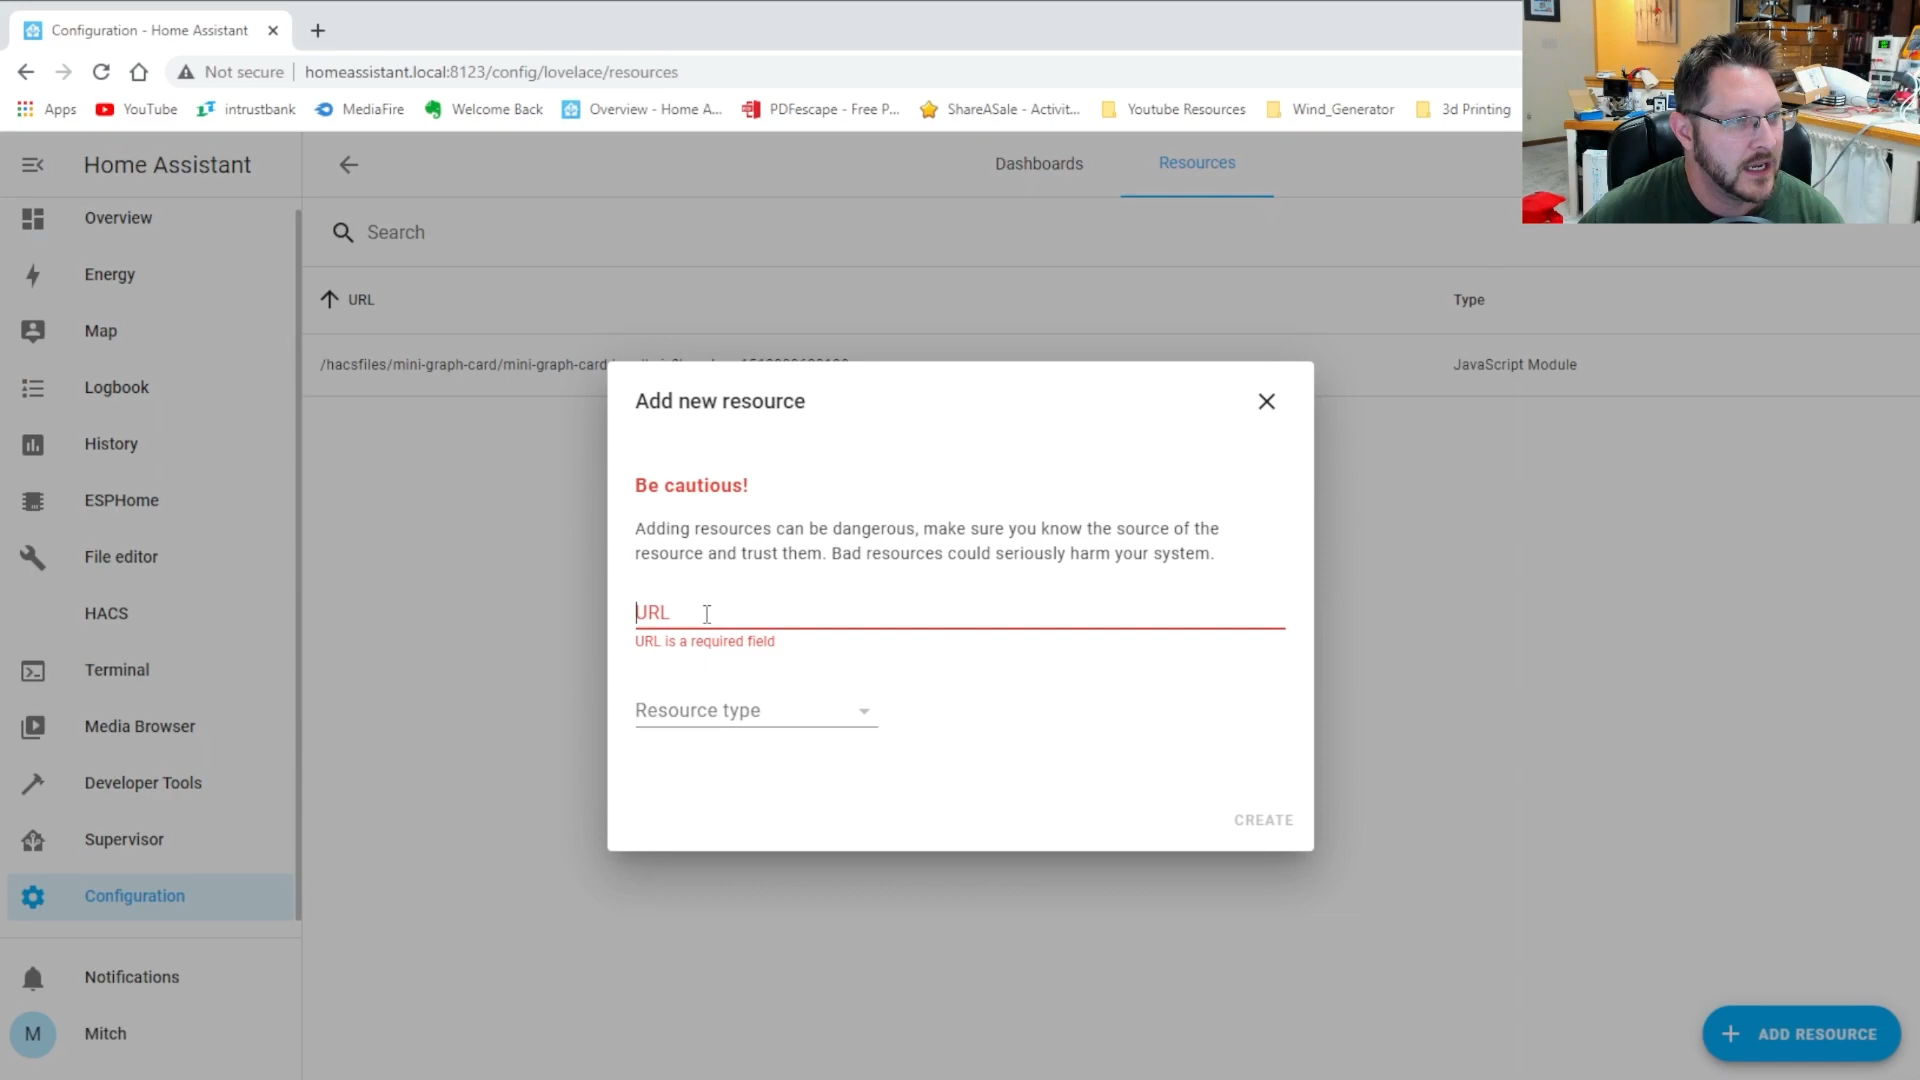 Configuration - Home Assistant
Not secure homeassistant.local:8123/config/lovelace/resources
Apps YouTube intrustbank MediaFire Welcome Back Overview - Home A... PDFescape - Free P... ShareASale - Activit... Youtube Resources Wind_Generator 3d Printing
Home Assistant
Dashboards Resources
Overview
Search
Energy
URL Type
Map
/hacsfiles/mini-graph-card/mini-graph-card JavaScript Module
Logbook
Add new resource
History
Be cautious!
ESPHome
Adding resources can be dangerous, make sure you know the source of the
resource and trust them. Bad resources could seriously harm your system.
File editor
URL
HACS
URL is a required field
Terminal
Resource type
Media Browser
Developer Tools
CREATE
Supervisor
Configuration
Notifications
M Mitch
ADD RESOURCE